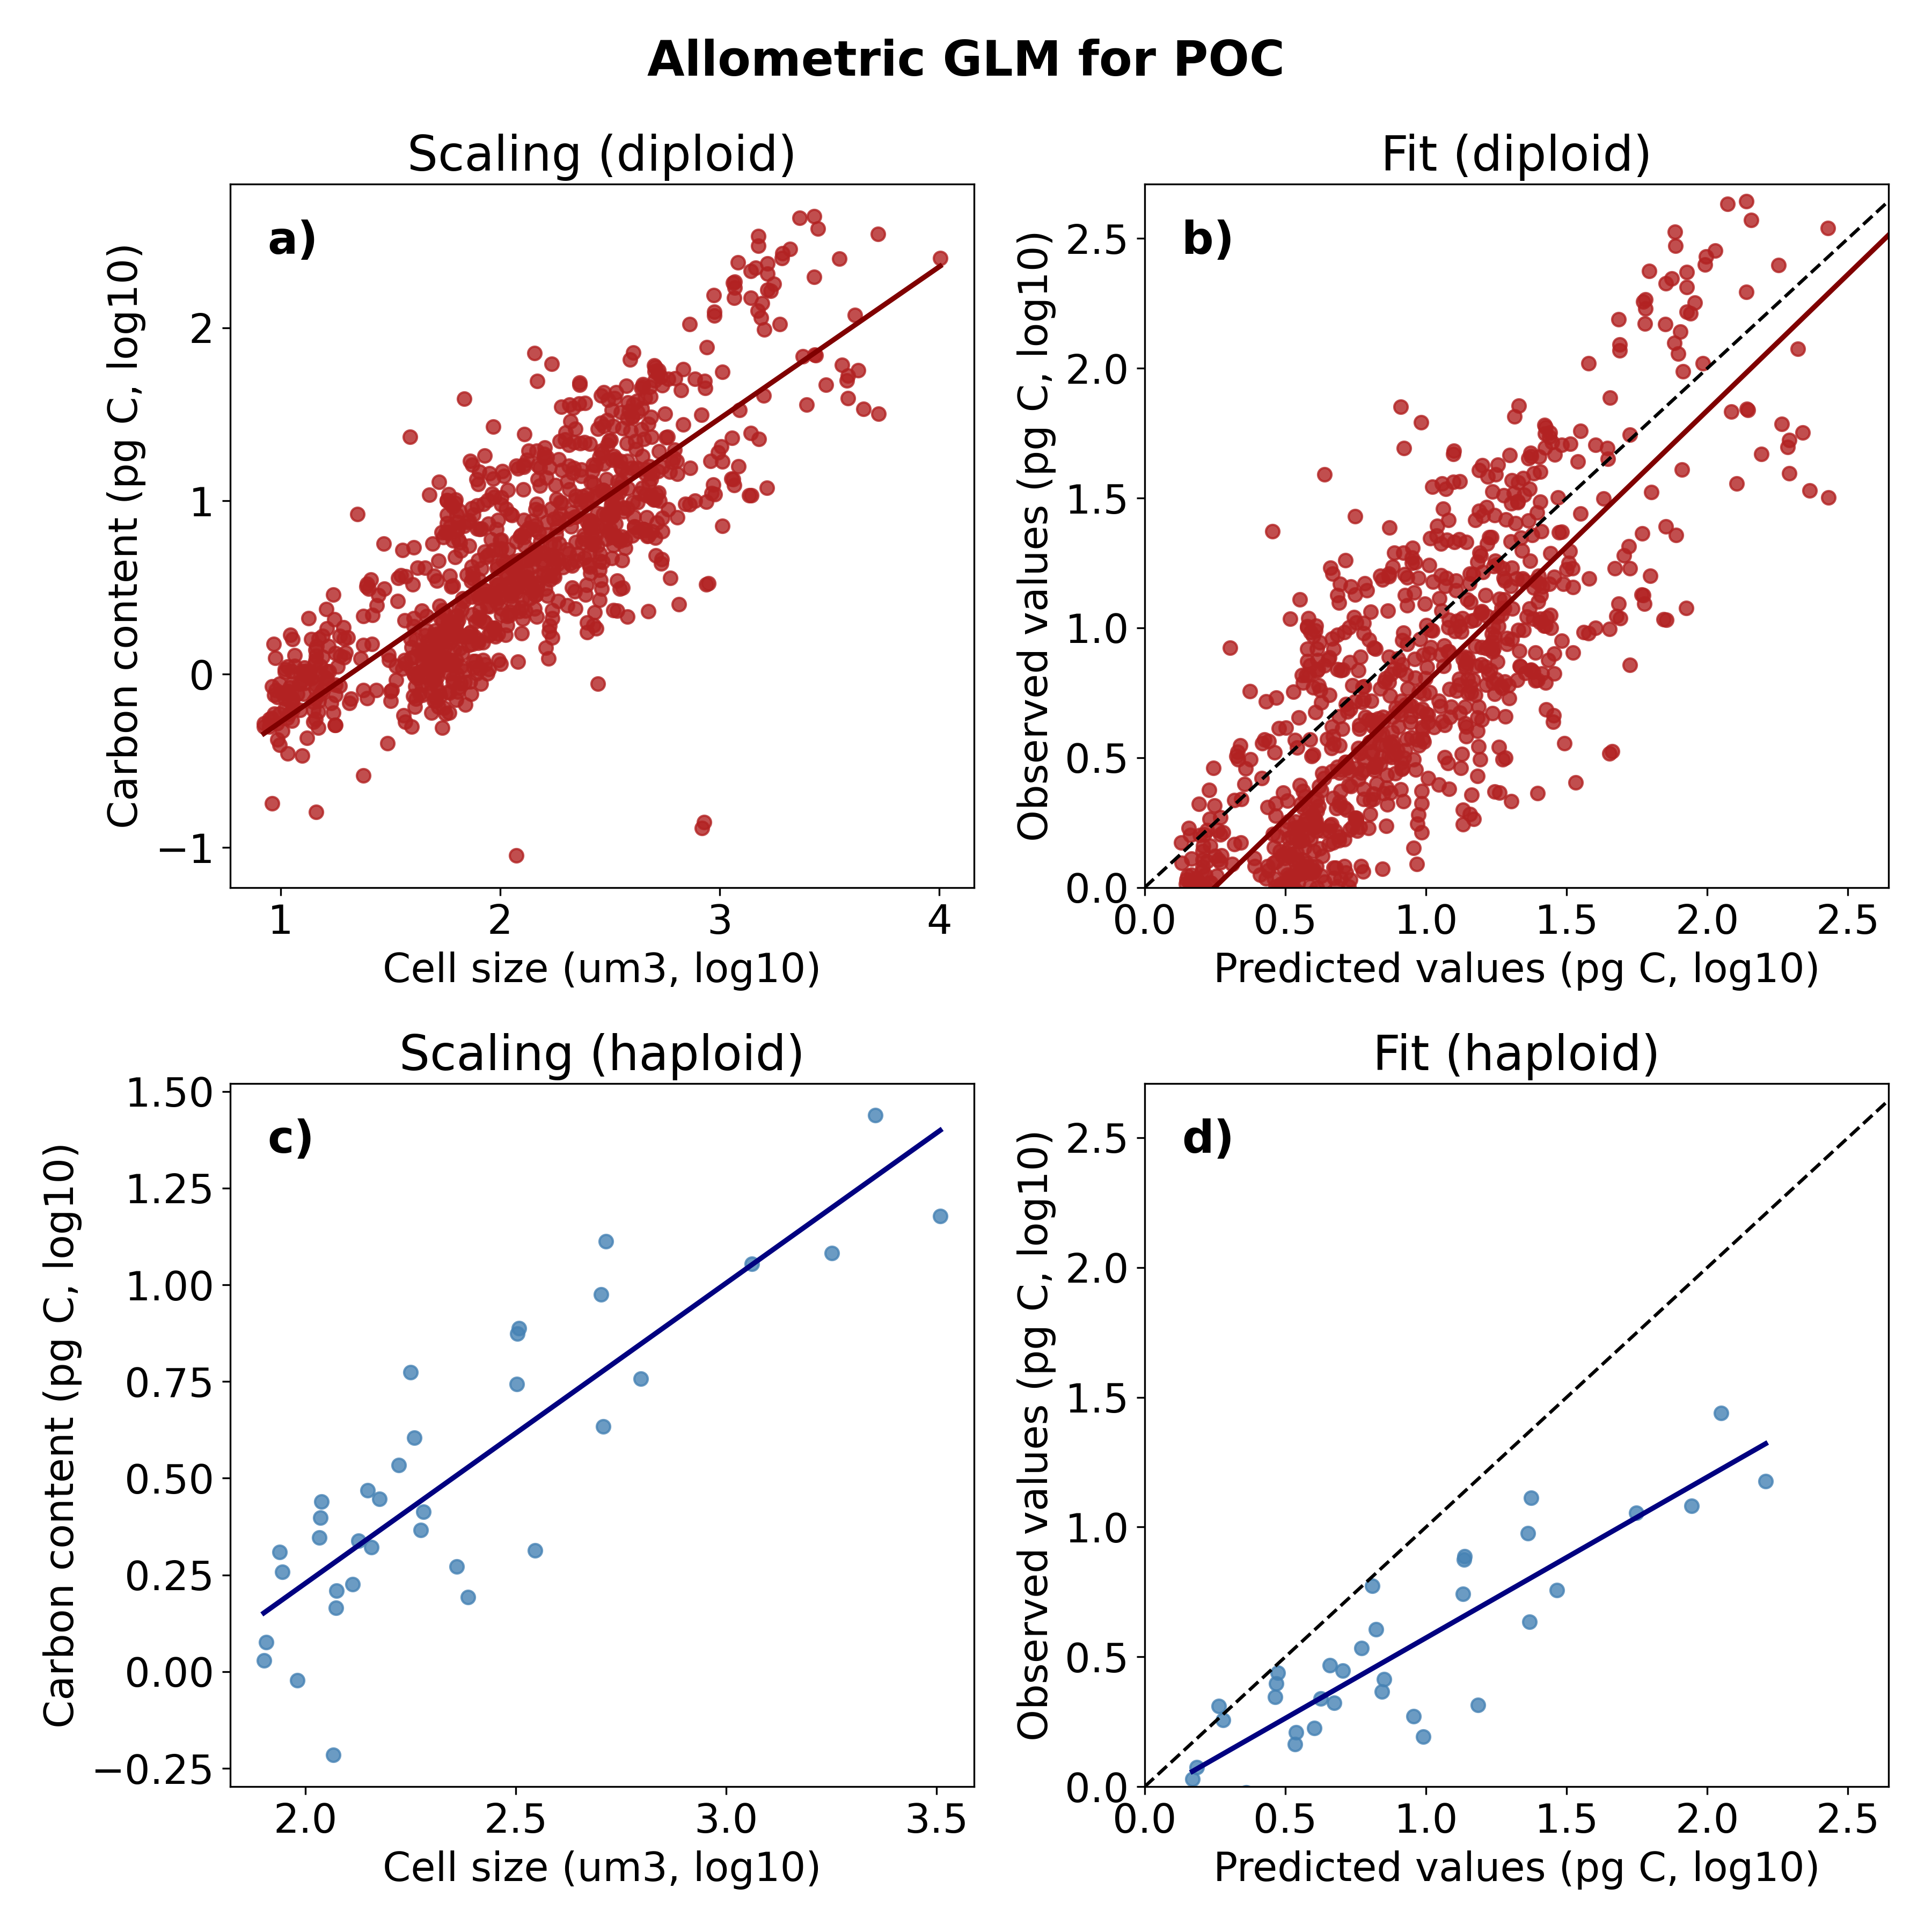 Allometric GLM for POC
Scaling (diploid)
a)
Carbon content (pg C, log10)
2
1
0
−1
1 2 3 4
Cell size (um3, log10)
Fit (diploid)
b)
Observed values (pg C, log10)
2.5
2.0
1.5
1.0
0.5
0.0
0.0 0.5 1.0 1.5 2.0 2.5
Predicted values (pg C, log10)
Scaling (haploid)
c)
Carbon content (pg C, log10)
1.50
1.25
1.00
0.75
0.50
0.25
0.00
−0.25
2.0 2.5 3.0 3.5
Cell size (um3, log10)
Fit (haploid)
d)
Observed values (pg C, log10)
2.5
2.0
1.5
1.0
0.5
0.0
0.0 0.5 1.0 1.5 2.0 2.5
Predicted values (pg C, log10)